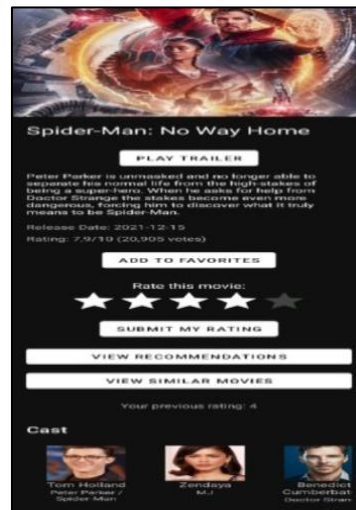 Spider-Man: No Way Home
PLAY TRAILER
Peter Parker is unmasked and no longer able to
separate his normal life from the high-stakes of
being a super-hero. When he asks for help from
Doctor Strange the stakes become even more
dangerous, forcing him to discover what it truly
means to be Spider-Man.
Release Date: 2021-12-15
Rating: 7,9/10 (20,905 votes)
ADD TO FAVORITES
Rate this movie:
SUBMIT MY RATING
VIEW RECOMMENDATIONS
VIEW SIMILAR MOVIES
Your previous rating: 4
Cast
Tom Holland
Peter Parker /
Spider Man
Zendaya
MJ
Benedict
Cumberbat
Doctor Stran